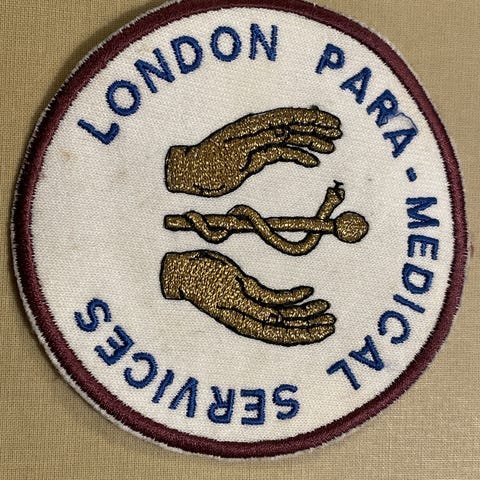 LONDON PARA-MEDICAL SERVICES